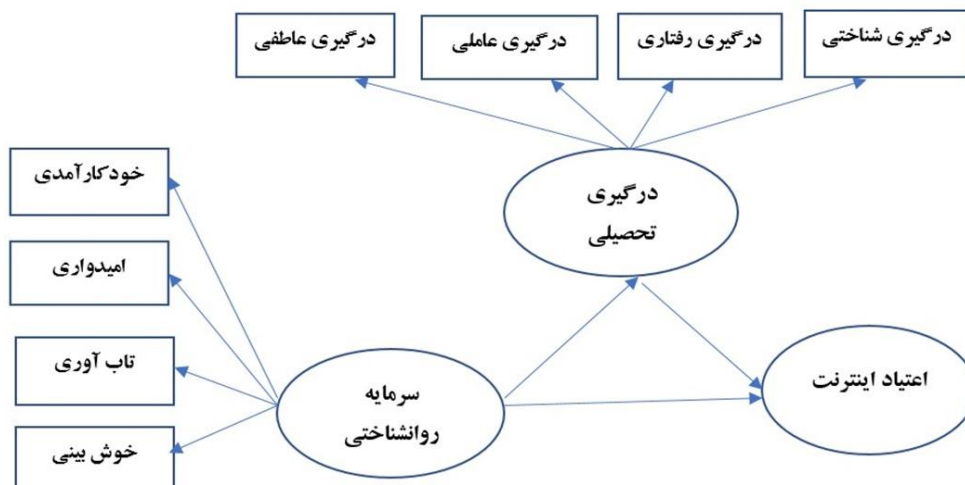 درگیری شناختی
درگیری رفتاری
درگیری عاملی
درگیری عاطفی
درگیری
تحصیلی
خودکارآمدی
امیدواری
تاب آوری
خوش بینی
سرمایه
روانشناختی
اعتیاد اینترنت